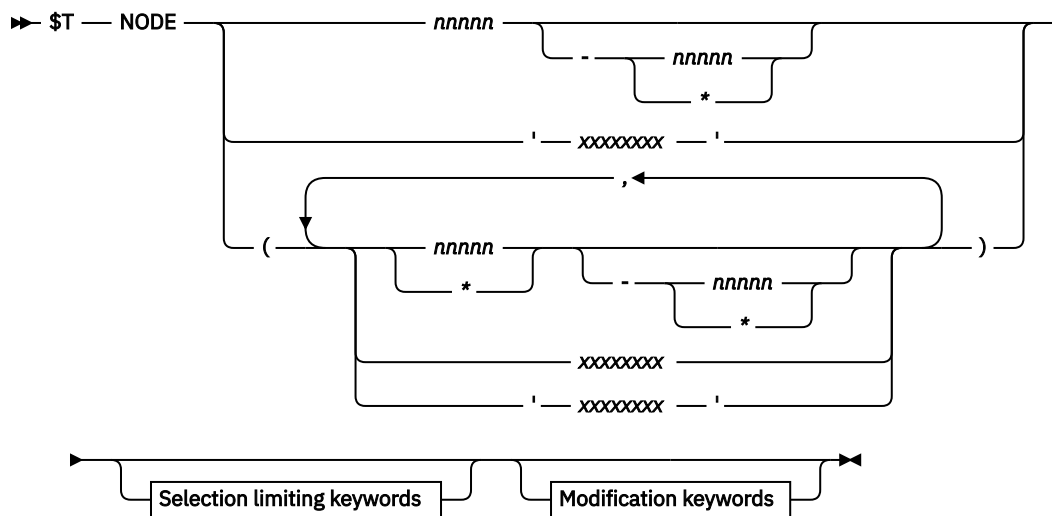 $T NODE nnnnn
- nnnnn
*
' xxxxxxxx '
,
( nnnnn )
* - nnnnn
*
xxxxxxxx
' xxxxxxxx '
Selection limiting keywords Modification keywords